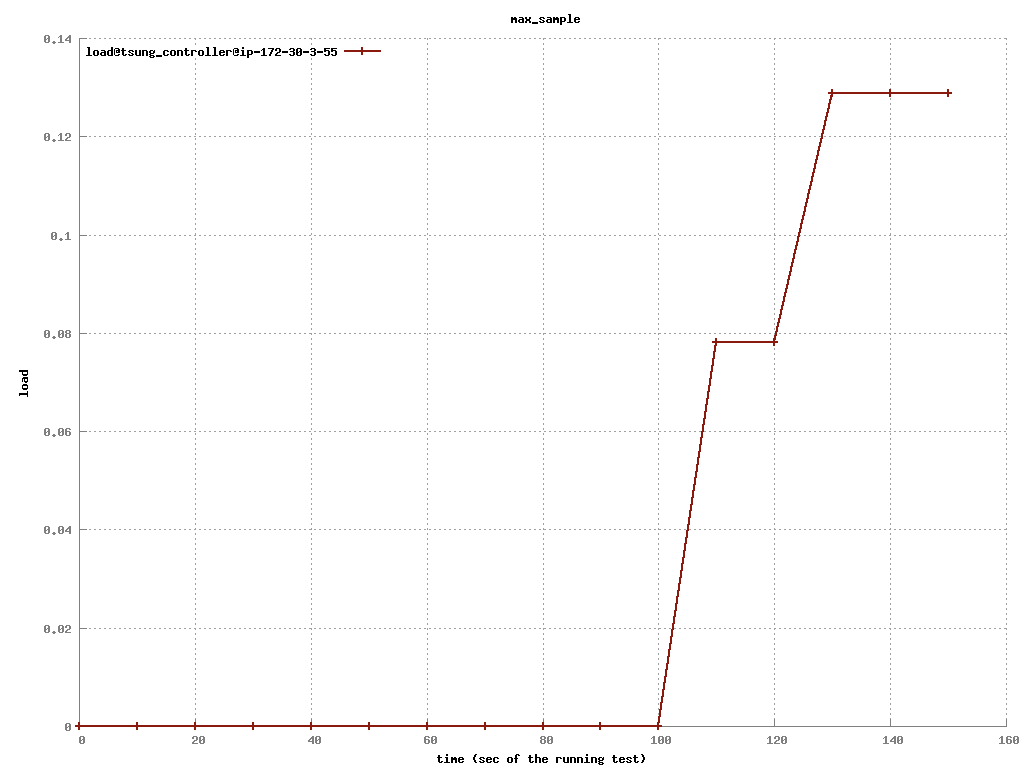 max_sample
load@tsung_controller@ip-172-30-3-55
0.14
0.12
0.1
0.08
0.06
0.04
0.02
0
load
0 20 40 60 80 100 120 140 160
time (sec of the running test)